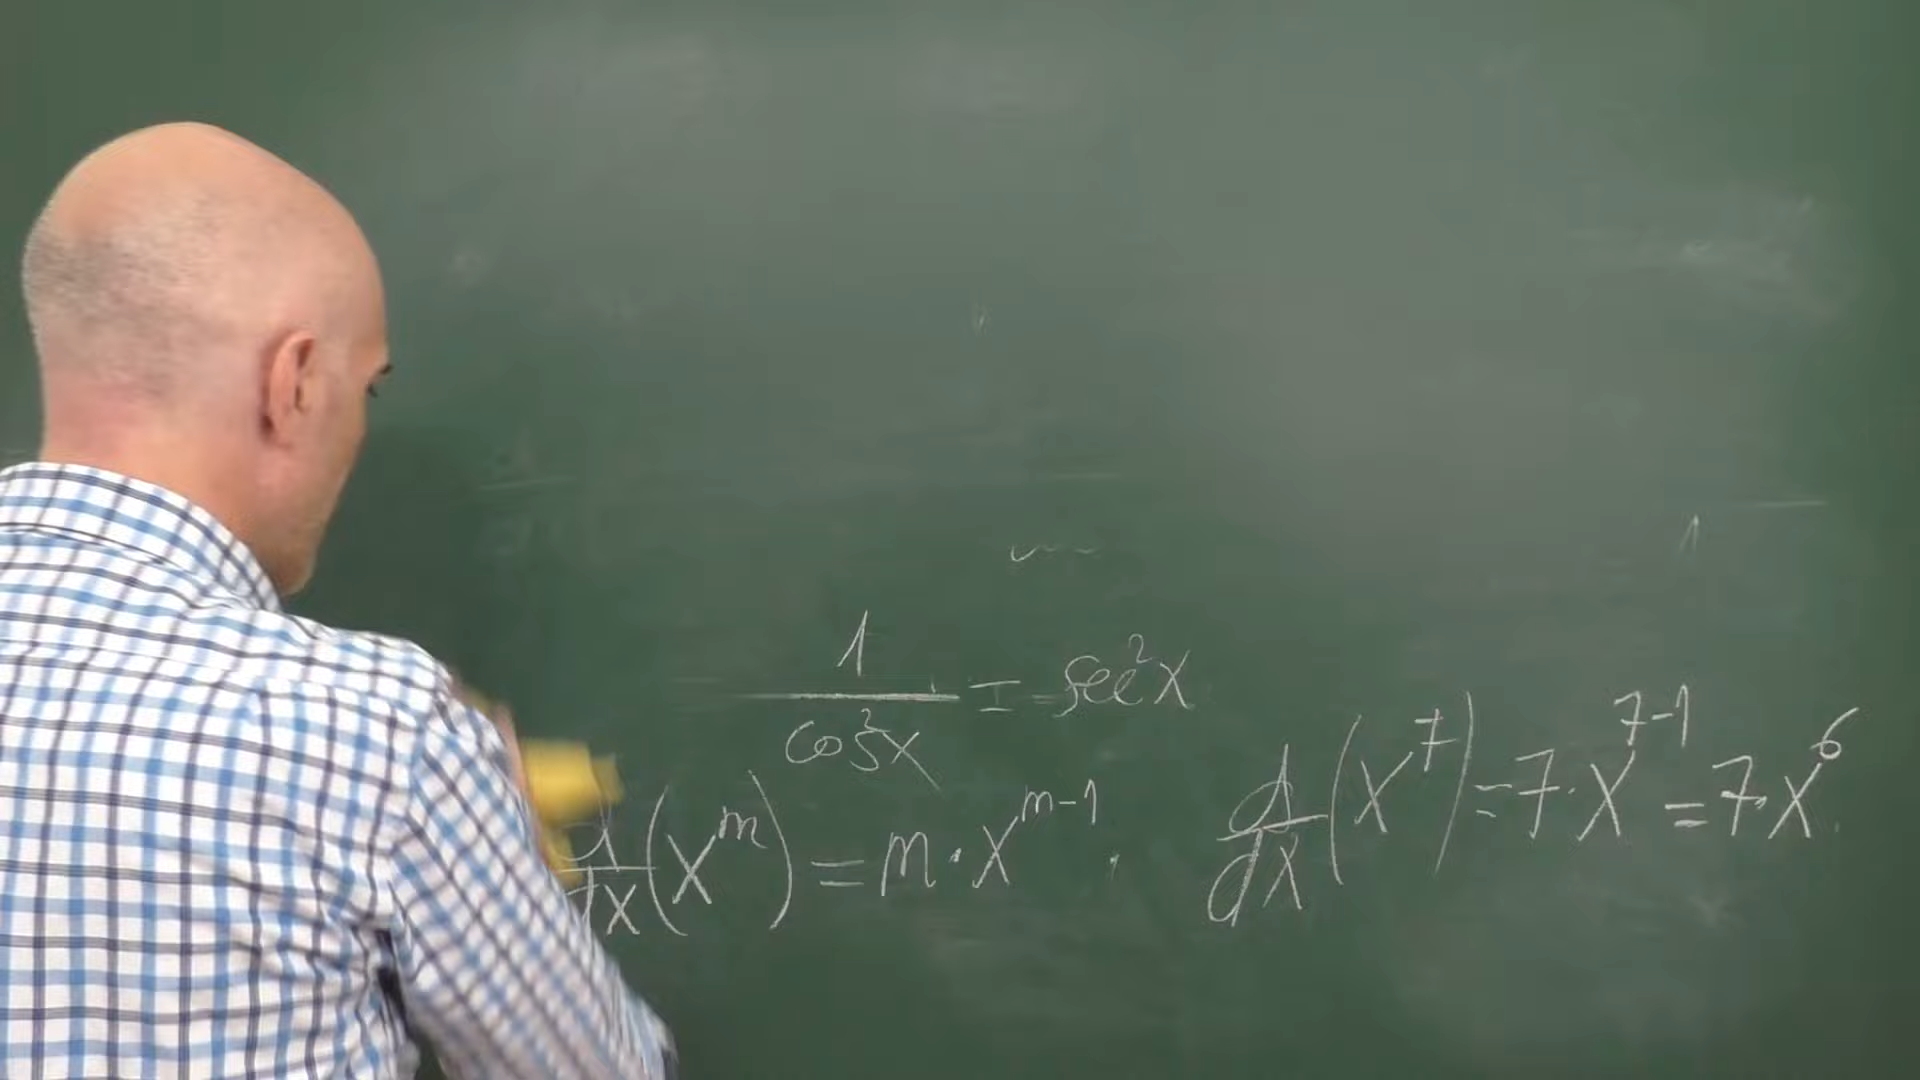 1/cos²x = sec²x
d/dx (x^m) = m·x^(m-1)
d/dx (x^7) = 7·x^(7-1) = 7·x^6